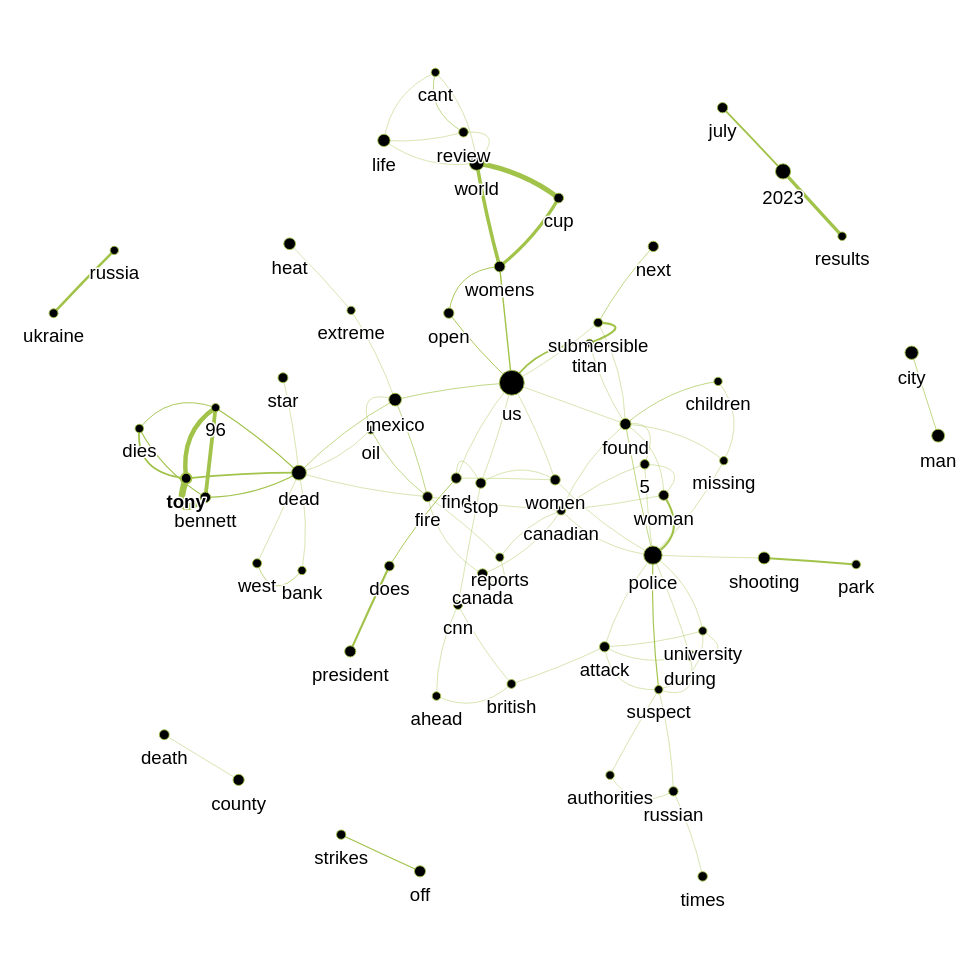 cant
july
review
life
world
2023
cup
results
russia
heat
next
womens
ukraine
extreme
open
submersible
titan
city
star
us
children
mexico
96
found
dies
oil
man
missing
5
dead
find
stop
women
tony
bennett
fire
woman
canadian
reports
police
shooting
park
west
bank
does
canada
cnn
university
president
attack
during
ahead
british
suspect
death
county
authorities
russian
strikes
off
times